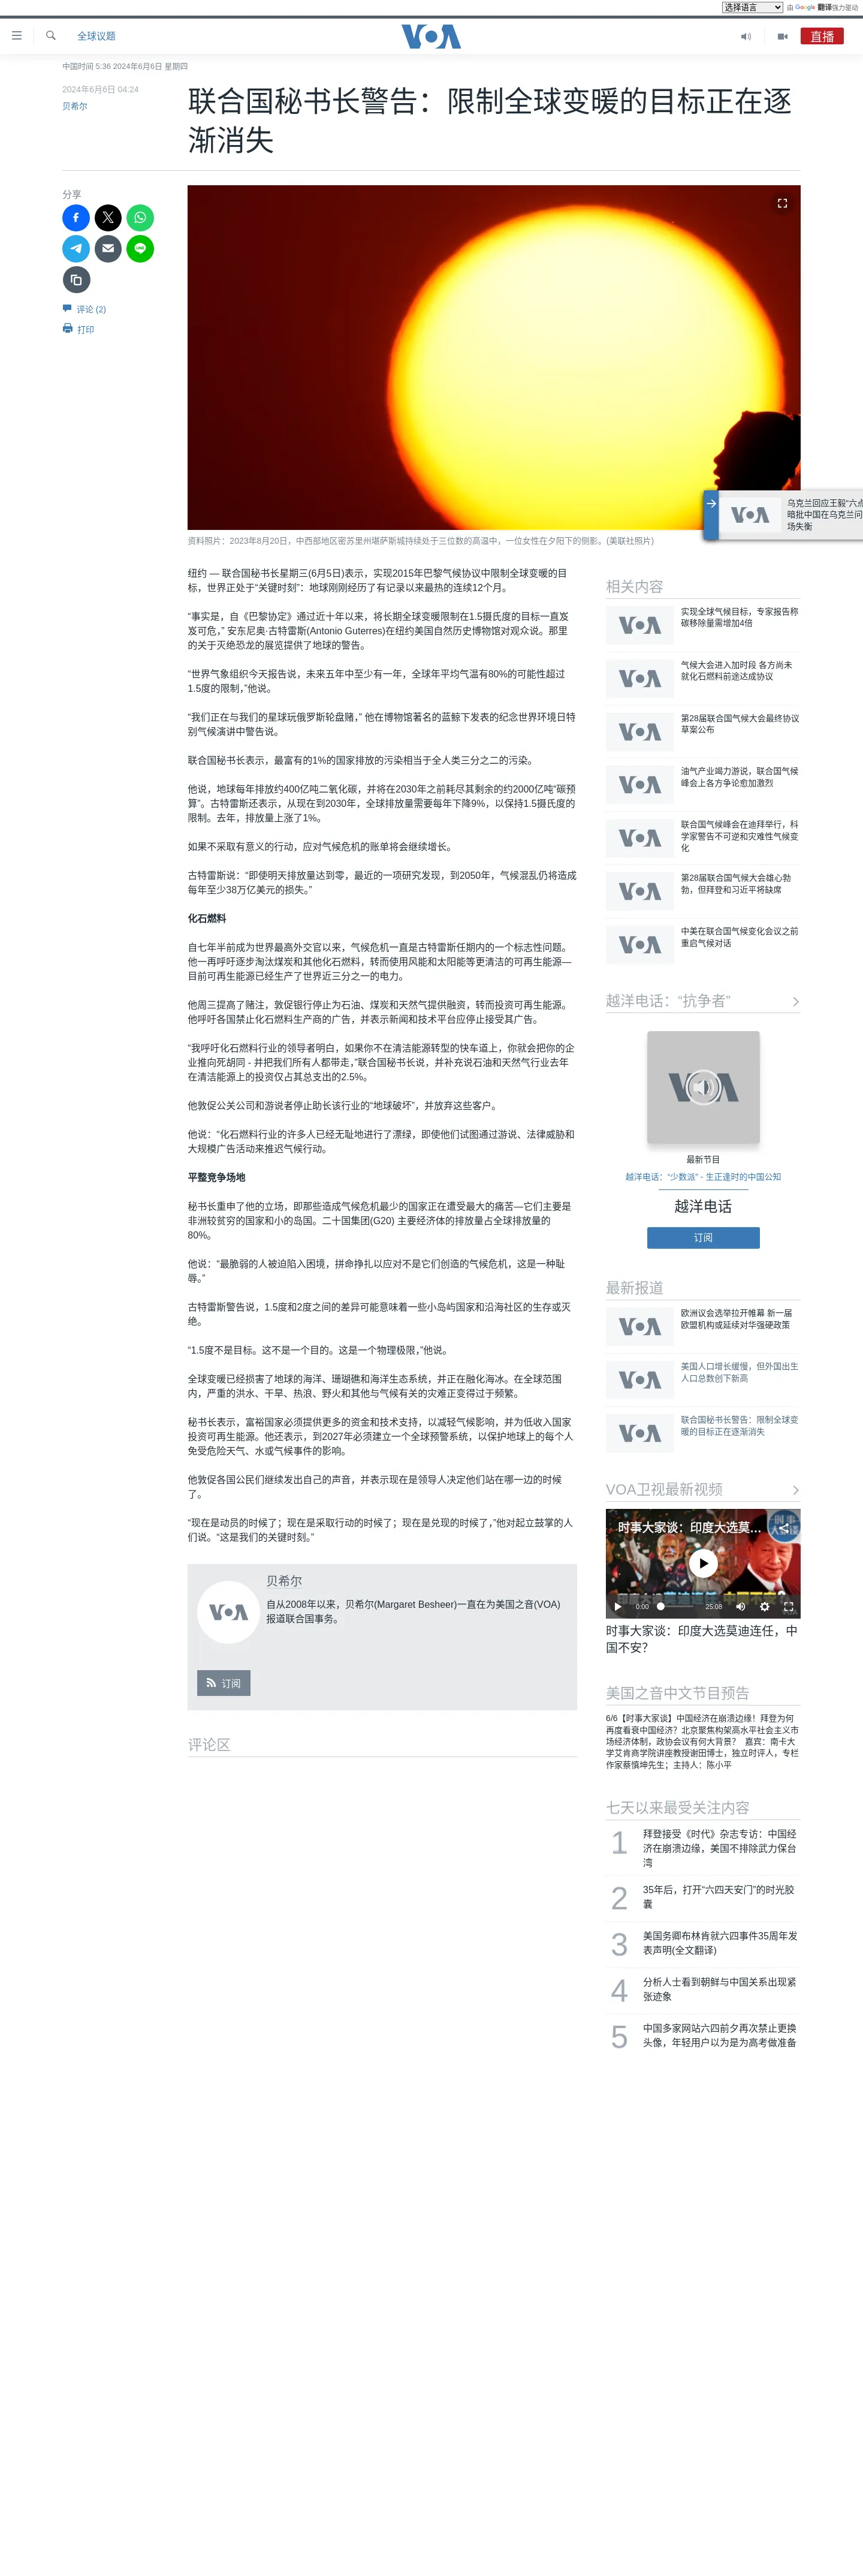 选择语言 由 Google 翻译强力驱动
全球议题
VOA
直播
中国时间 5:36 2024年6月6日 星期四
2024年6月6日 04:24
贝希尔
联合国秘书长警告：限制全球变暖的目标正在逐
渐消失
分享
评论 (2)
打印
资料照片：2023年8月20日，中西部地区密苏里州堪萨斯城持续处于三位数的高温中，一位女性在夕阳下的侧影。(美联社照片)
乌克兰回应王毅“六点
暗批中国在乌克兰问
场失衡
纽约 — 联合国秘书长星期三(6月5日)表示，实现2015年巴黎气候协议中限制全球变暖的目
标，世界正处于“关键时刻”：地球刚刚经历了有记录以来最热的连续12个月。
“事实是，自《巴黎协定》通过近十年以来，将长期全球变暖限制在1.5摄氏度的目标一直岌
岌可危，” 安东尼奥·古特雷斯(Antonio Guterres)在纽约美国自然历史博物馆对观众说。那里
的关于灭绝恐龙的展览提供了地球的警告。
“世界气象组织今天报告说，未来五年中至少有一年，全球年平均气温有80%的可能性超过
1.5度的限制，”他说。
“我们正在与我们的星球玩俄罗斯轮盘赌，” 他在博物馆著名的蓝鲸下发表的纪念世界环境日特
别气候演讲中警告说。
联合国秘书长表示，最富有的1%的国家排放的污染相当于全人类三分之二的污染。
他说，地球每年排放约400亿吨二氧化碳，并将在2030年之前耗尽其剩余的约2000亿吨“碳预
算”。古特雷斯还表示，从现在到2030年，全球排放量需要每年下降9%，以保持1.5摄氏度的
限制。去年，排放量上涨了1%。
如果不采取有意义的行动，应对气候危机的账单将会继续增长。
古特雷斯说：“即使明天排放量达到零，最近的一项研究发现，到2050年，气候混乱仍将造成
每年至少38万亿美元的损失。”
化石燃料
自七年半前成为世界最高外交官以来，气候危机一直是古特雷斯任期内的一个标志性问题。
他一再呼吁逐步淘汰煤炭和其他化石燃料，转而使用风能和太阳能等更清洁的可再生能源—
目前可再生能源已经生产了世界近三分之一的电力。
他周三提高了赌注，敦促银行停止为石油、煤炭和天然气提供融资，转而投资可再生能源。
他呼吁各国禁止化石燃料生产商的广告，并表示新闻和技术平台应停止接受其广告。
“我呼吁化石燃料行业的领导者明白，如果你不在清洁能源转型的快车道上，你就会把你的企
业推向死胡同 - 并把我们所有人都带走，”联合国秘书长说，并补充说石油和天然气行业去年
在清洁能源上的投资仅占其总支出的2.5%。
他敦促公关公司和游说者停止助长该行业的“地球破坏”，并放弃这些客户。
他说：“化石燃料行业的许多人已经无耻地进行了漂绿，即使他们试图通过游说、法律威胁和
大规模广告活动来推迟气候行动。
平整竞争场地
秘书长重申了他的立场，即那些造成气候危机最少的国家正在遭受最大的痛苦—它们主要是
非洲较贫穷的国家和小的岛国。二十国集团(G20) 主要经济体的排放量占全球排放量的
80%。
他说：“最脆弱的人被迫陷入困境，拼命挣扎以应对不是它们创造的气候危机，这是一种耻
辱。”
古特雷斯警告说，1.5度和2度之间的差异可能意味着一些小岛屿国家和沿海社区的生存或灭
绝。
“1.5度不是目标。这不是一个目的。这是一个物理极限，”他说。
全球变暖已经损害了地球的海洋、珊瑚礁和海洋生态系统，并正在融化海冰。在全球范围
内，严重的洪水、干旱、热浪、野火和其他与气候有关的灾难正变得过于频繁。
秘书长表示，富裕国家必须提供更多的资金和技术支持，以减轻气候影响，并为低收入国家
投资可再生能源。他还表示，到2027年必须建立一个全球预警系统，以保护地球上的每个人
免受危险天气、水或气候事件的影响。
他敦促各国公民们继续发出自己的声音，并表示现在是领导人决定他们站在哪一边的时候
了。
“现在是动员的时候了；现在是采取行动的时候了；现在是兑现的时候了，”他对起立鼓掌的人
们说。“这是我们的关键时刻。”
VOA
贝希尔
自从2008年以来，贝希尔(Margaret Besheer)一直在为美国之音(VOA)
报道联合国事务。
订阅
评论区
相关内容
实现全球气候目标，专家报告称
碳移除量需增加4倍
气候大会进入加时段 各方尚未
就化石燃料前途达成协议
第28届联合国气候大会最终协议
草案公布
油气产业竭力游说，联合国气候
峰会上各方争论愈加激烈
联合国气候峰会在迪拜举行，科
学家警告不可逆和灾难性气候变
化
第28届联合国气候大会雄心勃
勃，但拜登和习近平将缺席
中美在联合国气候变化会议之前
重启气候对话
越洋电话：“抗争者”
最新节目
越洋电话：“少数派” - 生正逢时的中国公知
越洋电话
订阅
最新报道
欧洲议会选举拉开帷幕 新一届
欧盟机构或延续对华强硬政策
美国人口增长缓慢，但外国出生
人口总数创下新高
联合国秘书长警告：限制全球变
暖的目标正在逐渐消失
VOA卫视最新视频
时事大家谈：印度大选莫…
0:00 25:08
时事大家谈：印度大选莫迪连任，中
国不安？
美国之音中文节目预告
6/6【时事大家谈】中国经济在崩溃边缘！拜登为何
再度看衰中国经济？北京聚焦构架高水平社会主义市
场经济体制，政协会议有何大背景？ 嘉宾：南卡大
学艾肯商学院讲座教授谢田博士，独立时评人，专栏
作家蔡慎坤先生；主持人：陈小平
七天以来最受关注内容
1 拜登接受《时代》杂志专访：中国经
济在崩溃边缘，美国不排除武力保台
湾
2 35年后，打开“六四天安门”的时光胶
囊
3 美国务卿布林肯就六四事件35周年发
表声明(全文翻译)
4 分析人士看到朝鲜与中国关系出现紧
张迹象
5 中国多家网站六四前夕再次禁止更换
头像，年轻用户以为是为高考做准备